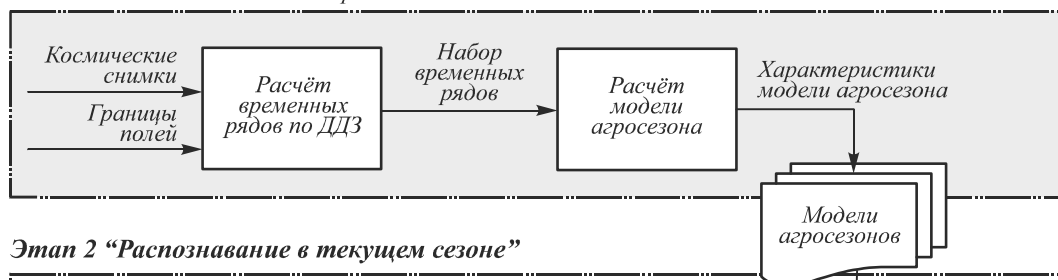 Космические
снимки
Границы
полей
Расчёт
временных
рядов по ДДЗ
Набор
временных
рядов
Расчёт
модели
агросезона
Характеристики
модели агросезона
Модели
агросезонов
Этап 2 “Распознавание в текущем сезоне”